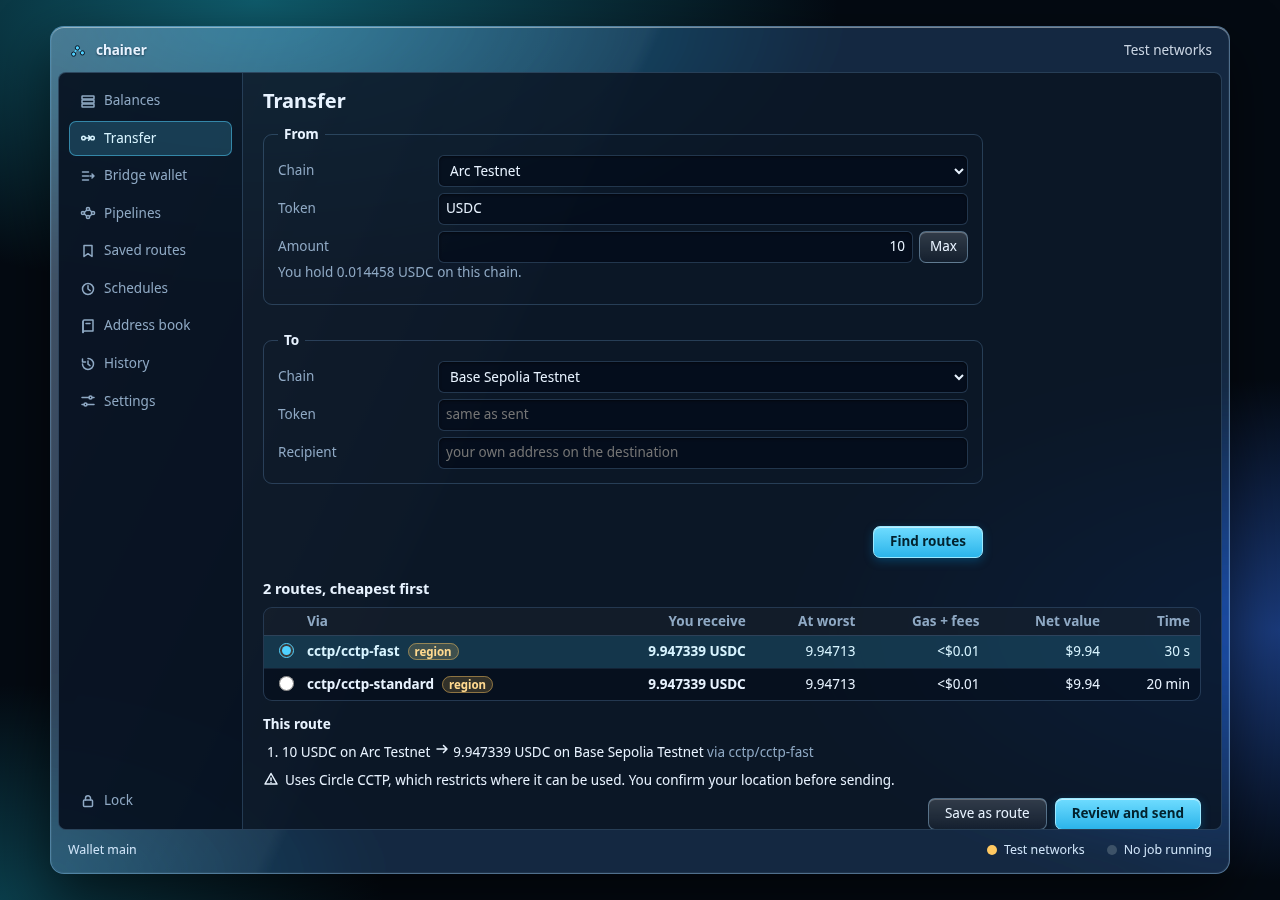 chainer
Test networks
Balances
Transfer
Bridge wallet
Pipelines
Saved routes
Schedules
Address book
History
Settings
Lock
Transfer
From
Chain Arc Testnet
Token USDC
Amount 10 Max
You hold 0.014458 USDC on this chain.
To
Chain Base Sepolia Testnet
Token same as sent
Recipient your own address on the destination
Find routes
2 routes, cheapest first
Via You receive At worst Gas + fees Net value Time
cctp/cctp-fast region 9.947339 USDC 9.94713 <$0.01 $9.94 30 s
cctp/cctp-standard region 9.947339 USDC 9.94713 <$0.01 $9.94 20 min
This route
1. 10 USDC on Arc Testnet → 9.947339 USDC on Base Sepolia Testnet via cctp/cctp-fast
Uses Circle CCTP, which restricts where it can be used. You confirm your location before sending.
Save as route Review and send
Wallet main
Test networks No job running